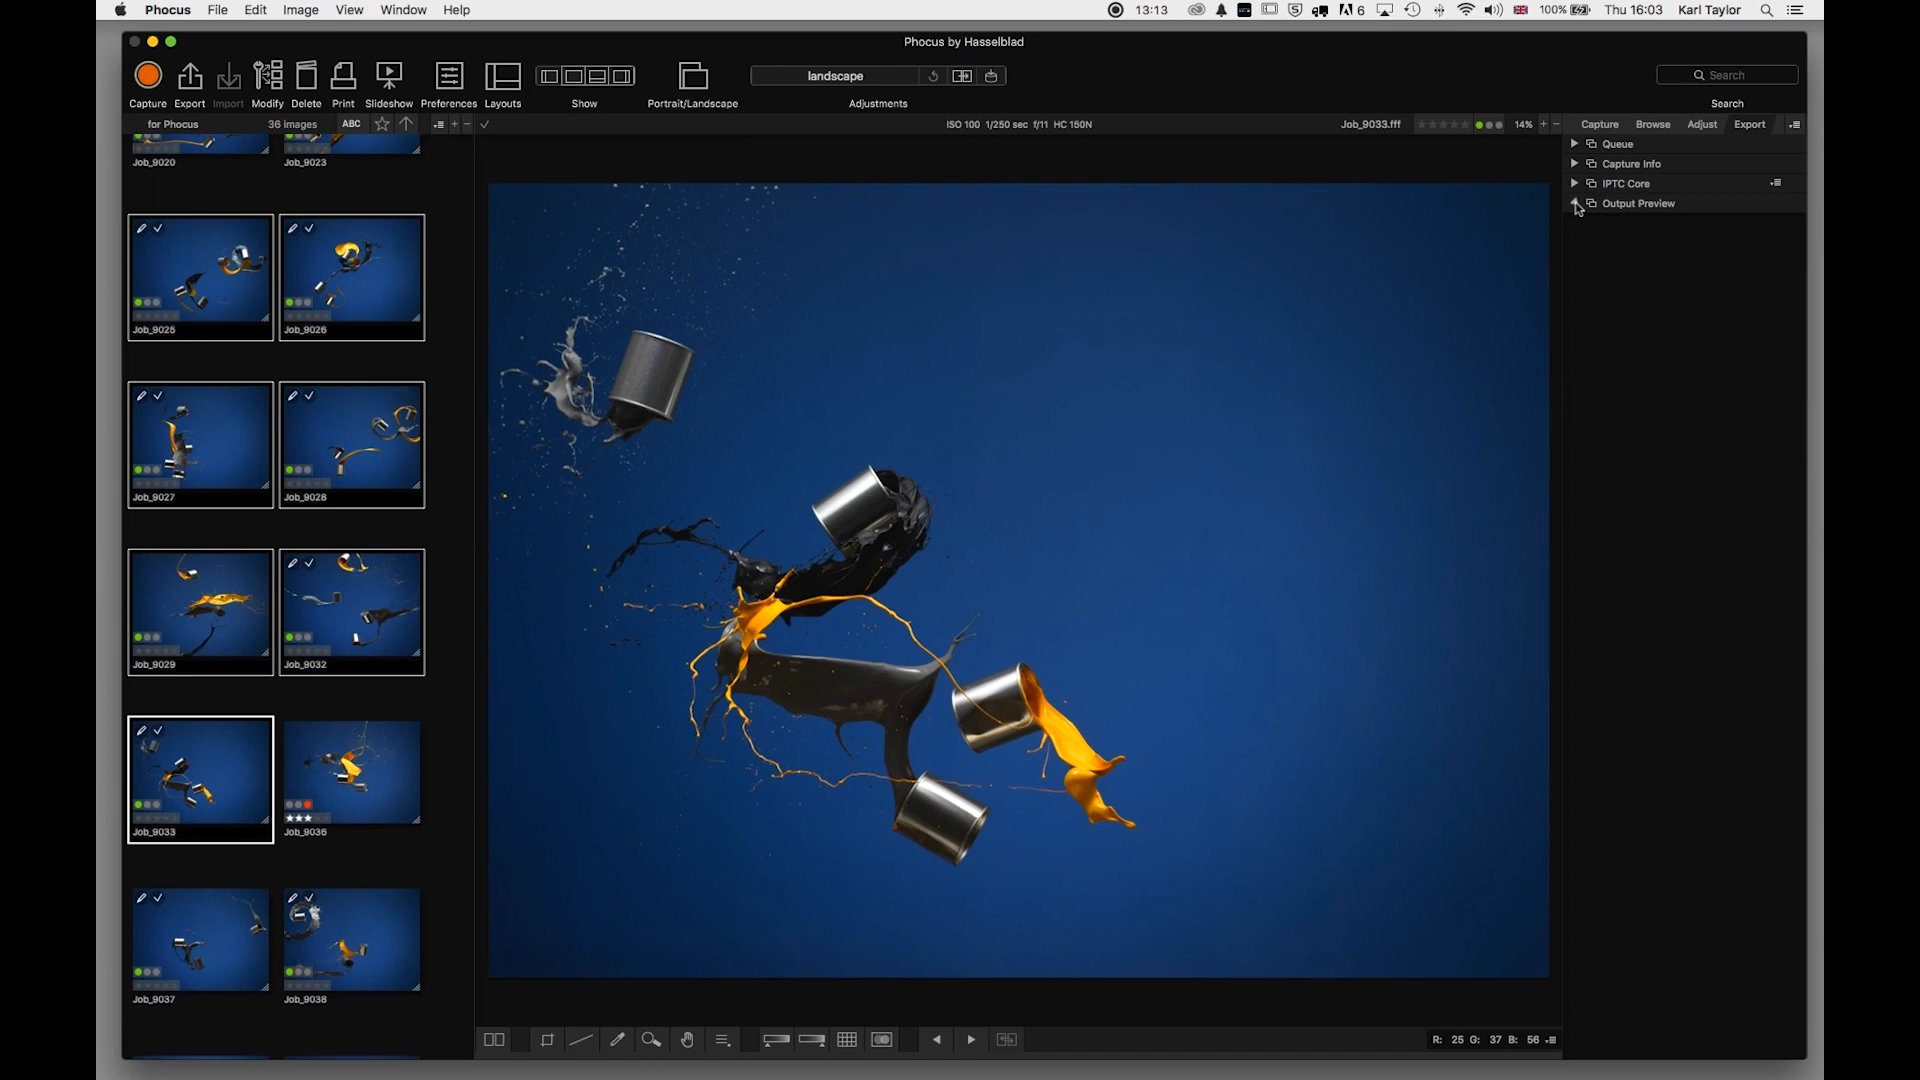 Phocus File Edit Image View Window Help 13:13 6 100% Thu 16:03 Karl Taylor
Phocus by Hasselblad
landscape Search
Capture Export Import Modify Delete Print Slideshow Preferences Layouts Show Portrait/Landscape Adjustments Search
for Phocus 36 images ABC ISO 100 1/250 sec f/11 HC 150N Job_9033.fff 14% Capture Browse Adjust Export
Queue
Capture Info
IPTC Core
Output Preview
Job_9020 Job_9023
Job_9025 Job_9026
Job_9027 Job_9028
Job_9029 Job_9032
Job_9033 Job_9036
Job_9037 Job_9038
R: 25 G: 37 B: 56